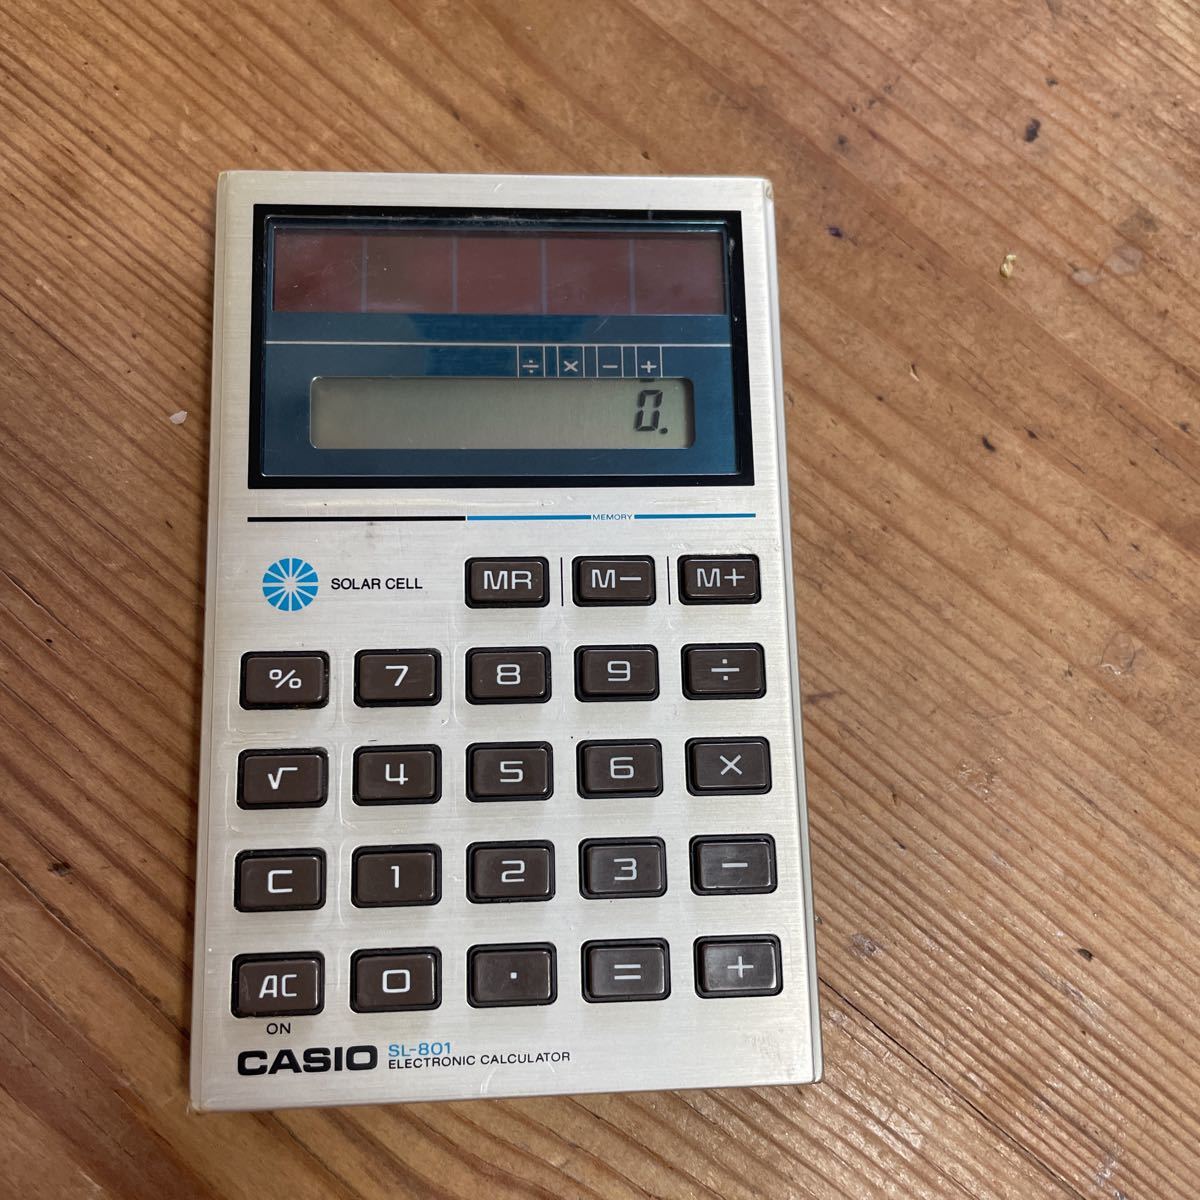 ÷ × − +
0.
MEMORY
SOLAR CELL MR M− M+
% 7 8 9 ÷
√ 4 5 6 ×
C 1 2 3 −
AC 0 . = +
ON
CASIO SL-801
ELECTRONIC CALCULATOR